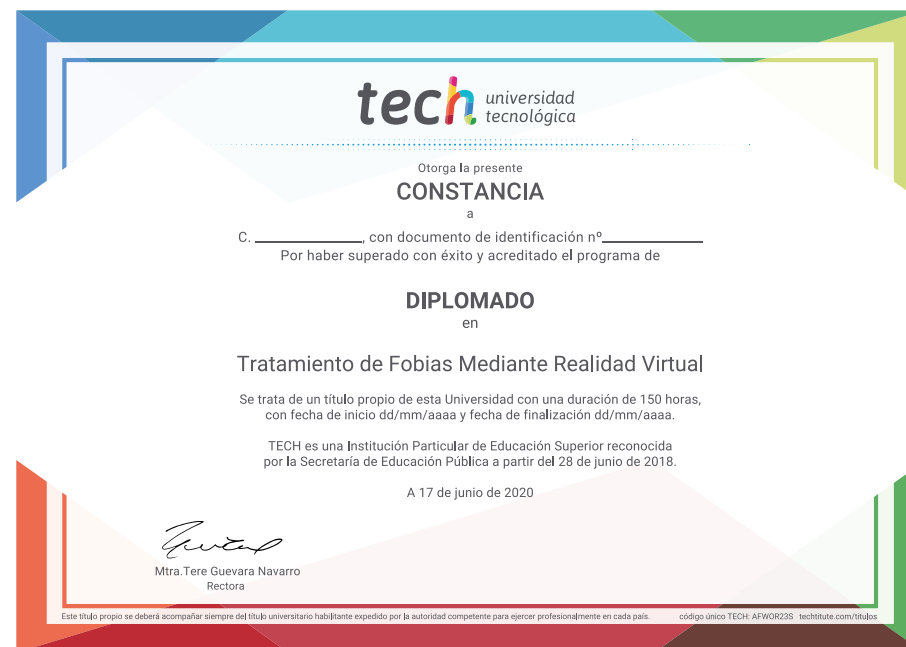 tech universidad
tecnológica
Otorga la presente
CONSTANCIA
a
C. ____________, con documento de identificación nº____________
Por haber superado con éxito y acreditado el programa de
DIPLOMADO
en
Tratamiento de Fobias Mediante Realidad Virtual
Se trata de un título propio de esta Universidad con una duración de 150 horas,
con fecha de inicio dd/mm/aaaa y fecha de finalización dd/mm/aaaa.
TECH es una Institución Particular de Educación Superior reconocida
por la Secretaría de Educación Pública a partir del 28 de junio de 2018.
A 17 de junio de 2020
Mtra.Tere Guevara Navarro
Rectora
Este título propio se deberá acompañar siempre del título universitario habilitante expedido por la autoridad competente para ejercer profesionalmente en cada país. código único TECH: AFWOR23S techtitute.com/titulos